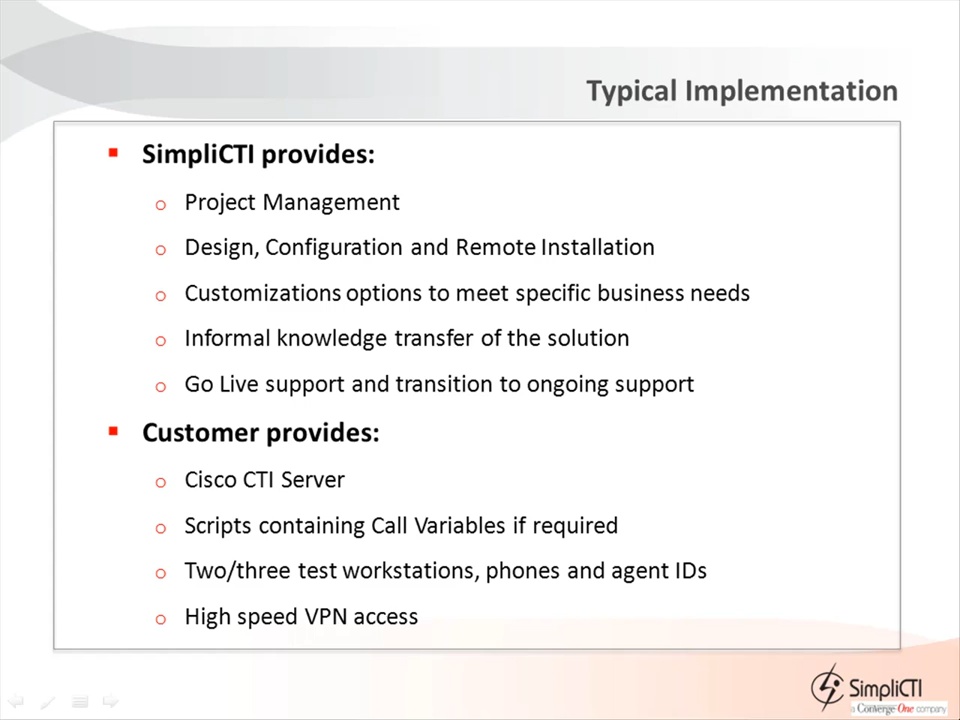 Typical Implementation
SimpliCTI provides:
Project Management
Design, Configuration and Remote Installation
Customizations options to meet specific business needs
Informal knowledge transfer of the solution
Go Live support and transition to ongoing support
Customer provides:
Cisco CTI Server
Scripts containing Call Variables if required
Two/three test workstations, phones and agent IDs
High speed VPN access
SimpliCTI
a Converge One company